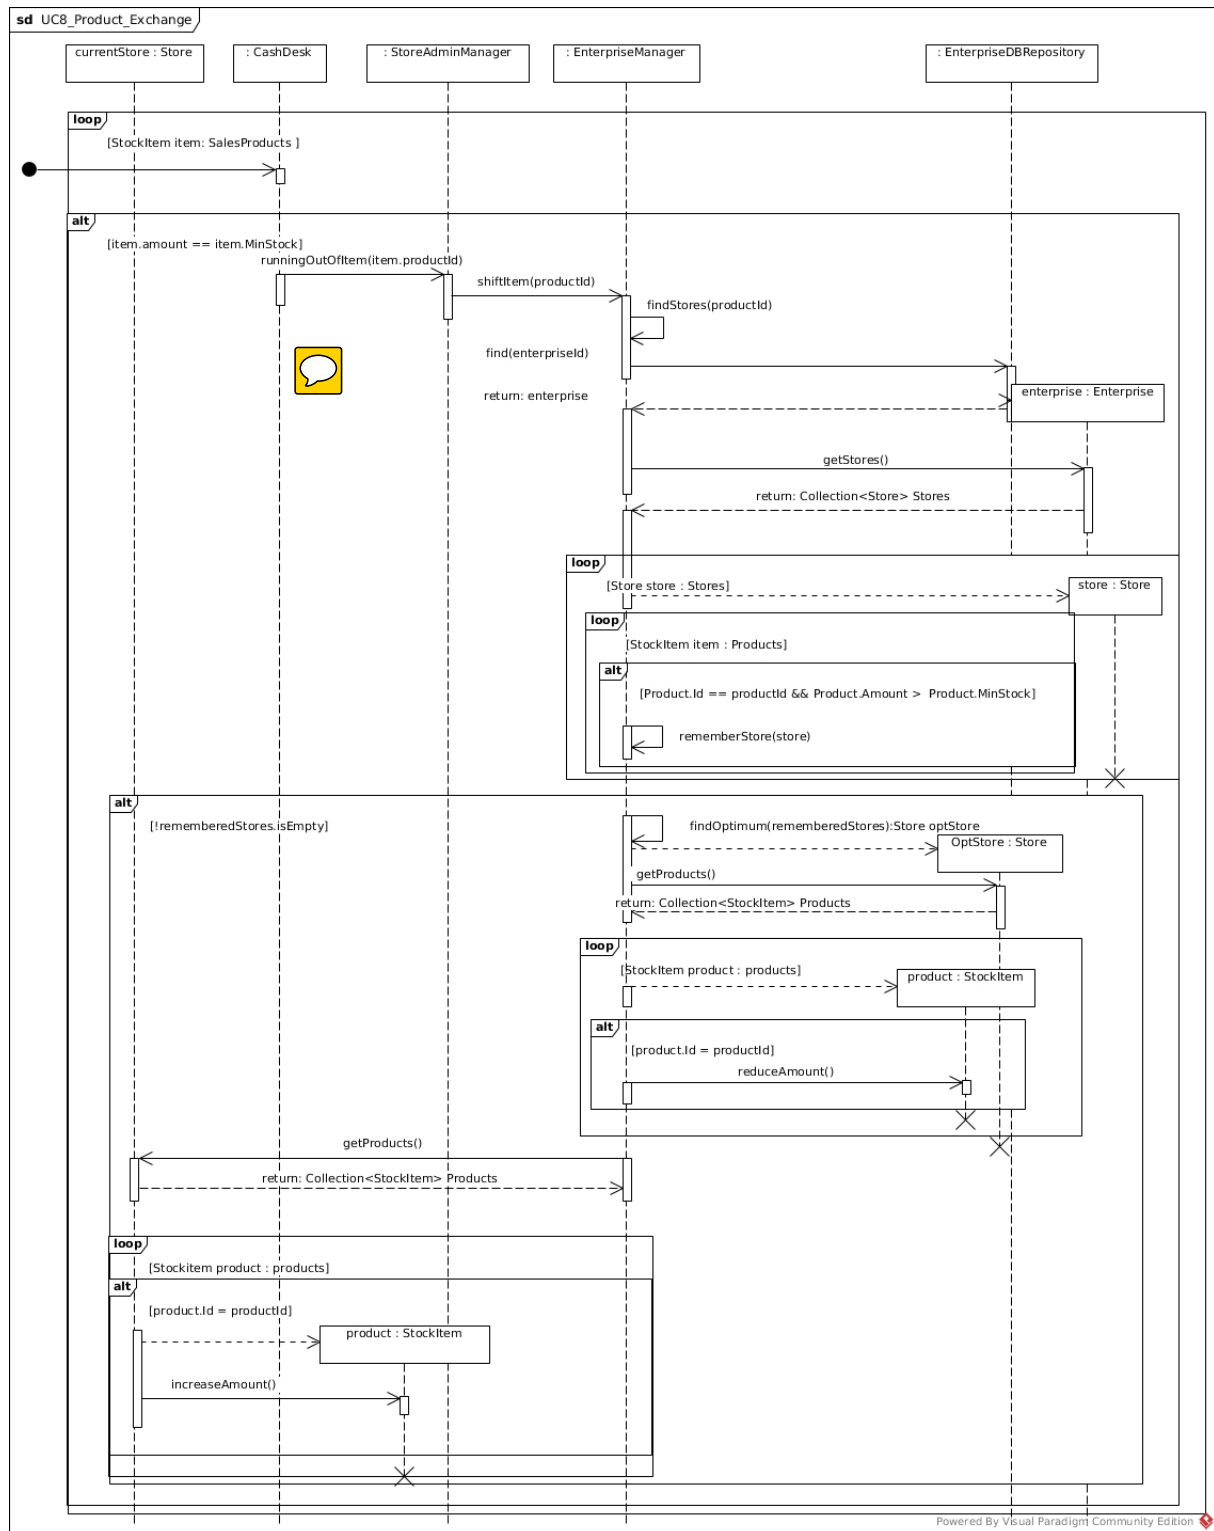 sd UC8_Product_Exchange
currentStore : Store
: CashDesk
: StoreAdminManager
: EnterpriseManager
: EnterpriseDBRepository
loop
[StockItem item: SalesProducts ]
alt
[item.amount == item.MinStock]
runningOutOfItem(item.productId)
shiftItem(productId)
findStores(productId)
find(enterpriseId)
enterprise : Enterprise
return: enterprise
getStores()
return: Collection<Store> Stores
loop
[Store store : Stores]
store : Store
loop
[StockItem item : Products]
alt
[Product.Id == productId && Product.Amount > Product.MinStock]
rememberStore(store)
alt
[!rememberedStores.isEmpty]
findOptimum(rememberedStores):Store optStore
OptStore : Store
getProducts()
return: Collection<StockItem> Products
loop
[StockItem product : products]
product : StockItem
alt
[product.Id = productId]
reduceAmount()
getProducts()
return: Collection<StockItem> Products
loop
[Stockitem product : products]
alt
[product.Id = productId]
product : StockItem
increaseAmount()
Powered By Visual Paradigm Community Edition